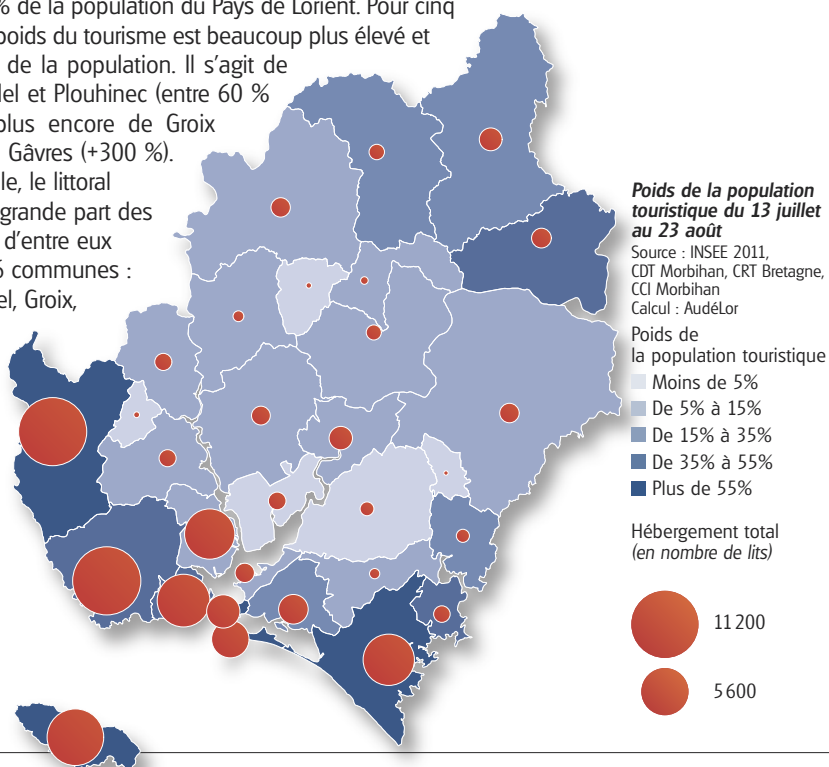 % de la population du Pays de Lorient. Pour cinq
poids du tourisme est beaucoup plus élevé et
de la population. Il s’agit de
et Plouhinec (entre 60 %
plus encore de Groix
Gâvres (+300 %).
le, le littoral
grande part des
d’entre eux
communes :
el, Groix,
Poids de la population
touristique du 13 juillet
au 23 août
Source : INSEE 2011,
CDT Morbihan, CRT Bretagne,
CCI Morbihan
Calcul : AudéLor
Poids de
la population touristique
Moins de 5%
De 5% à 15%
De 15% à 35%
De 35% à 55%
Plus de 55%
Hébergement total
(en nombre de lits)
11 200
5 600